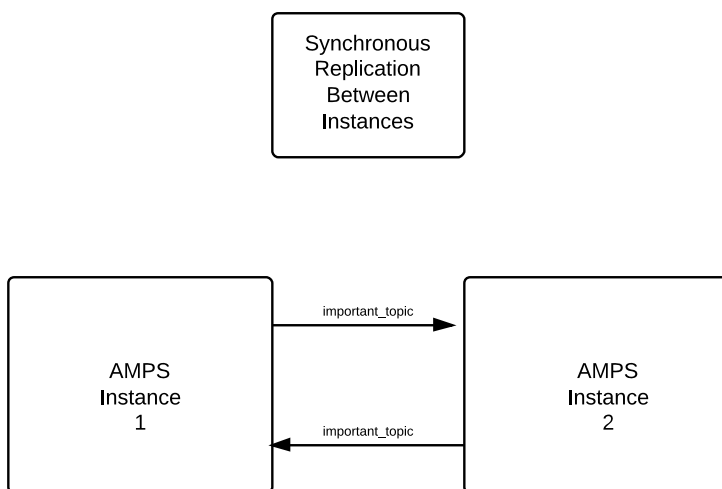 Synchronous
Replication
Between
Instances
important_topic
AMPS
Instance
1
AMPS
Instance
2
important_topic